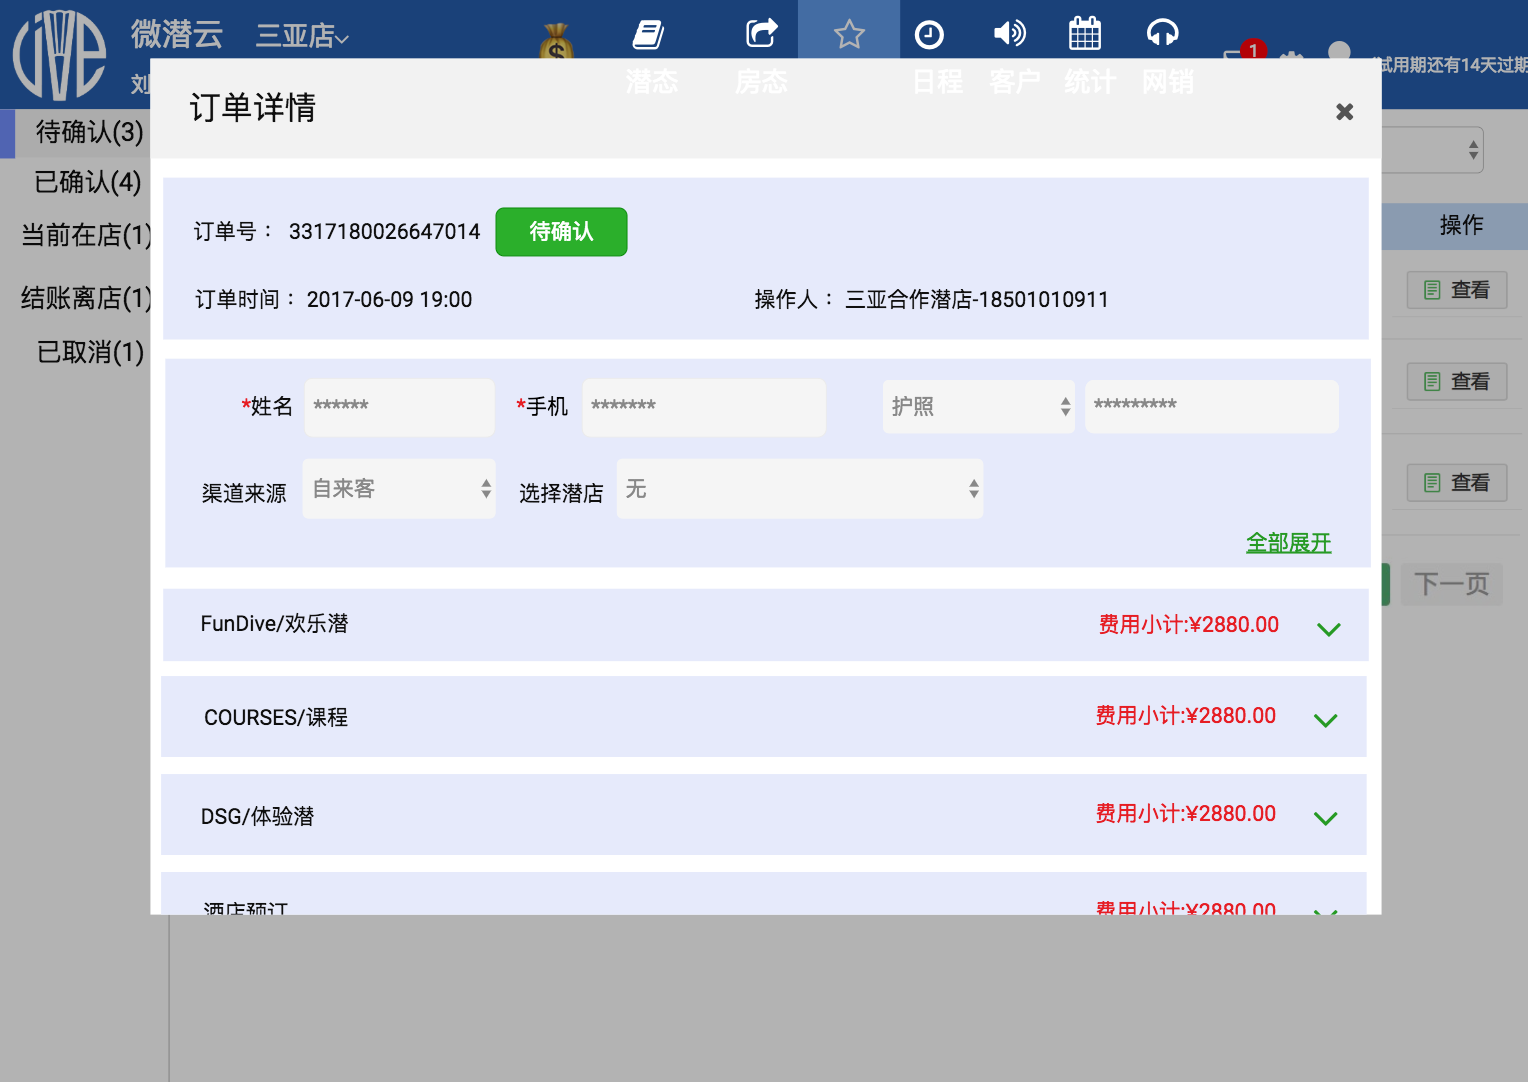 微潜云 三亚店
刘
潜态 房态 日程 客户 统计 网销
1
试用期还有14天过期
待确认(3)
已确认(4)
当前在店(1)
结账离店(1)
已取消(1)
订单详情
订单号： 3317180026647014 待确认
订单时间： 2017-06-09 19:00 操作人： 三亚合作潜店-18501010911
*姓名 ****** *手机 ******* 护照 *********
渠道来源 自来客 选择潜店 无
全部展开
FunDive/欢乐潜 费用小计:¥2880.00
COURSES/课程 费用小计:¥2880.00
DSG/体验潜 费用小计:¥2880.00
酒店预订 费用小计:¥2880.00
操作
查看
查看
查看
下一页